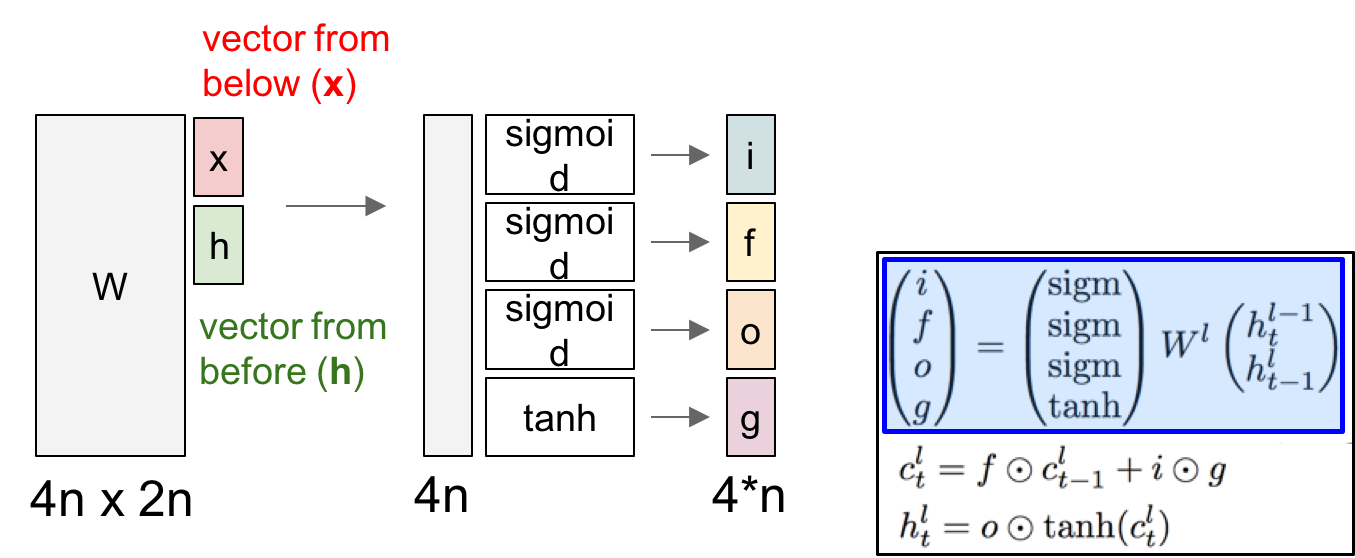 vector from
below (x)
W
x
h
vector from
before (h)
4n x 2n
4n
sigmoi
d
sigmoi
d
sigmoi
d
tanh
i
f
o
g
4*n
(i f o g) = (sigm sigm sigm tanh) W^l (h_t^{l-1} h_{t-1}^l)
c_t^l = f ⊙ c_{t-1}^l + i ⊙ g
h_t^l = o ⊙ tanh(c_t^l)